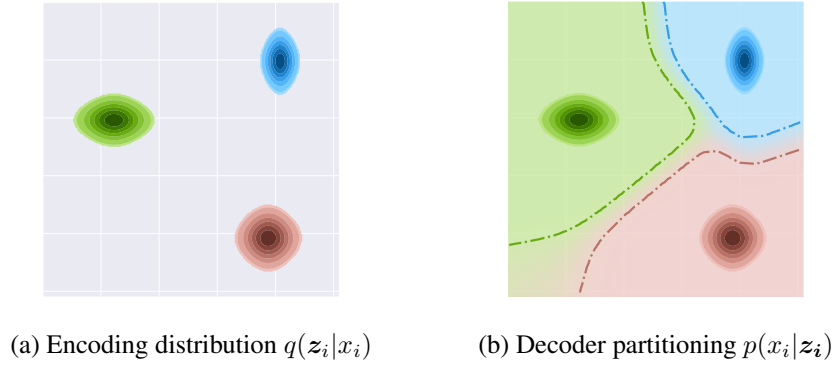 (a) Encoding distribution q(z_i|x_i)
(b) Decoder partitioning p(x_i|z_i)